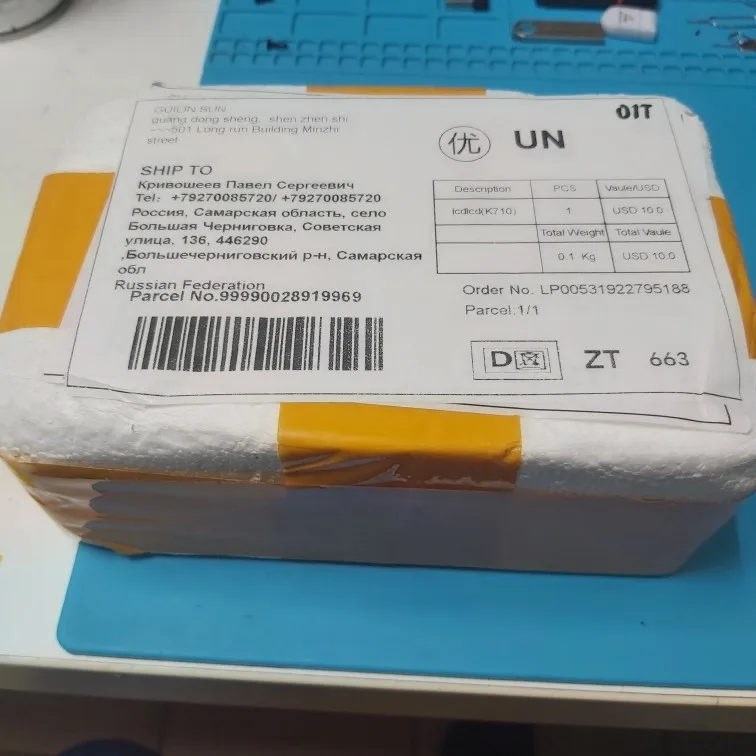 GUILIN SUN
guang dong sheng, shen zhen shi
~~~501 Long run Building Minzhi
street
01T
优 UN
SHIP TO
Кривошеев Павел Сергеевич
Tel: +79270085720/ +79270085720
Россия, Самарская область, село
Большая Черниговка, Советская
улица, 136, 446290
,Большечерниговский р-н, Самарская
обл
Russian Federation
Parcel No.99990028919969
Description PCS Vaule/USD
lcdlcd(K710) 1 USD 10.0
Total Weight Total Vaule
0.1 Kg USD 10.0
Order No. LP00531922795188
Parcel:1/1
D ZT 663